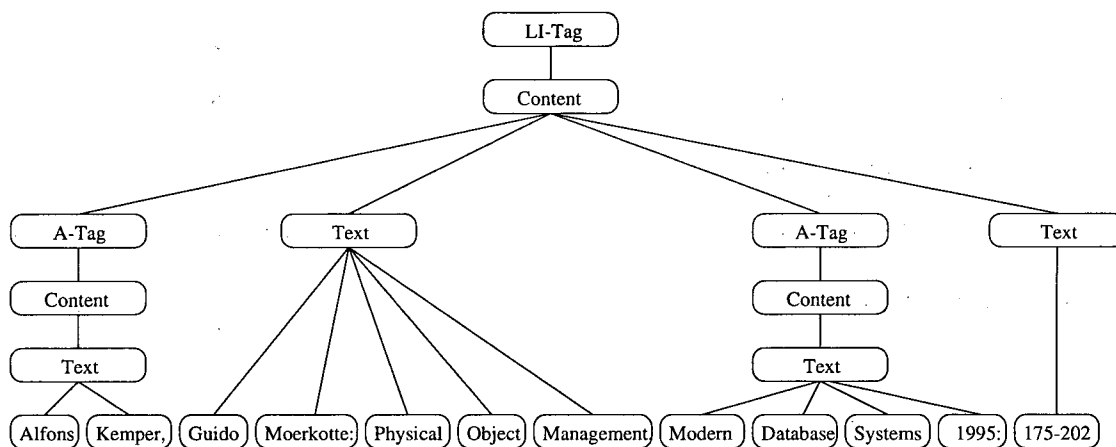 LI-Tag
Content
A-Tag Text A-Tag Text
Content Content
Text Text
Alfons Kemper, Guido Moerkotte: Physical Object Management Modern Database Systems 1995: 175-202